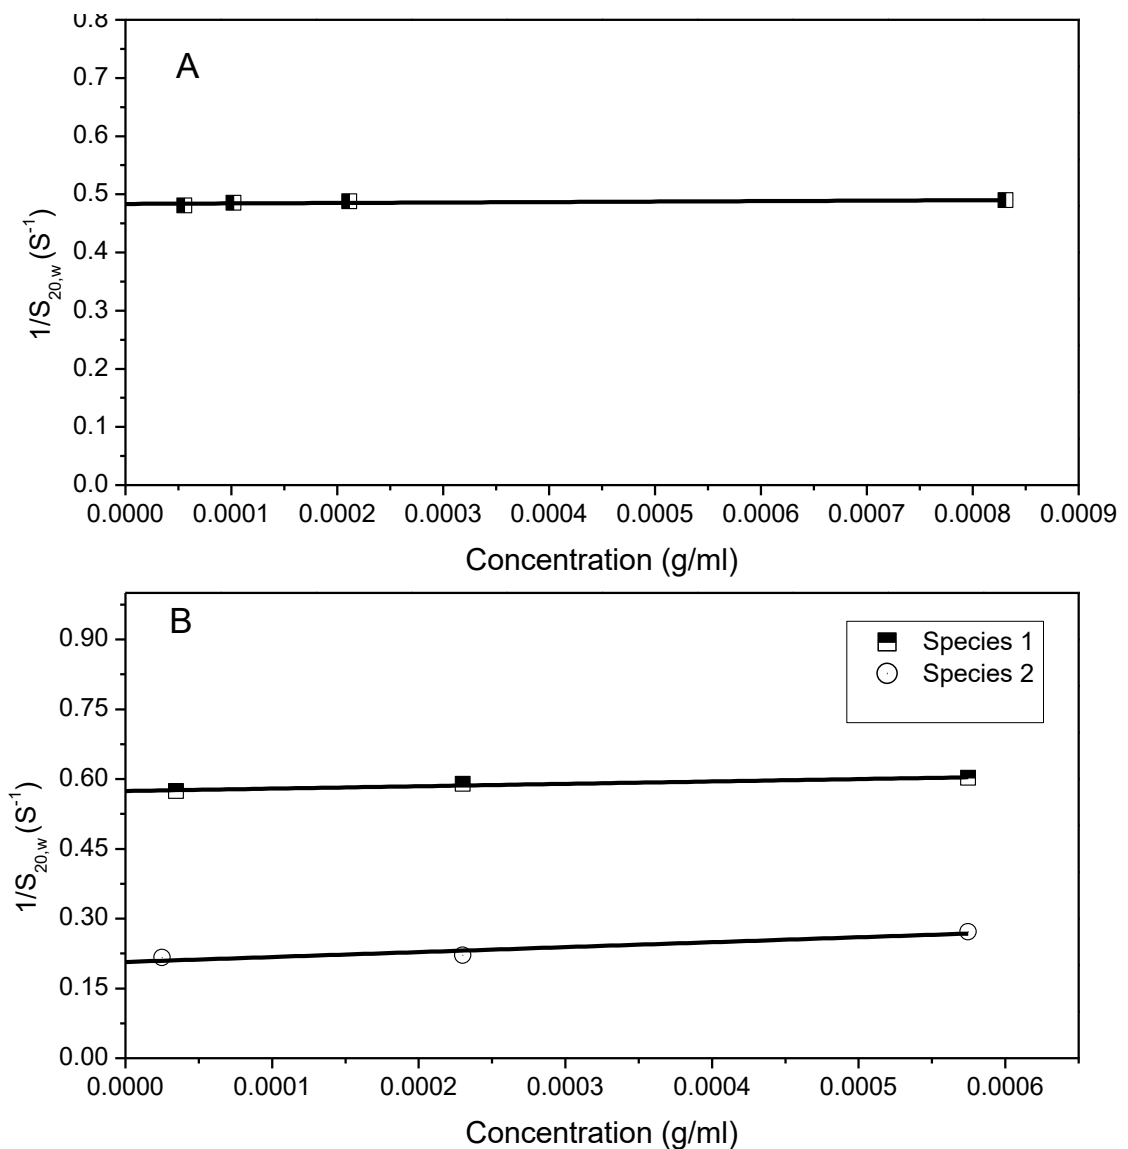 0.8
A
0.7
0.6
0.5
0.4
0.3
0.2
0.1
0.0
1/S20,w (S-1)
0.0000 0.0001 0.0002 0.0003 0.0004 0.0005 0.0006 0.0007 0.0008 0.0009
Concentration (g/ml)
B
0.90
0.75
0.60
0.45
0.30
0.15
0.00
1/S20,w (S-1)
Species 1
Species 2
0.0000 0.0001 0.0002 0.0003 0.0004 0.0005 0.0006
Concentration (g/ml)